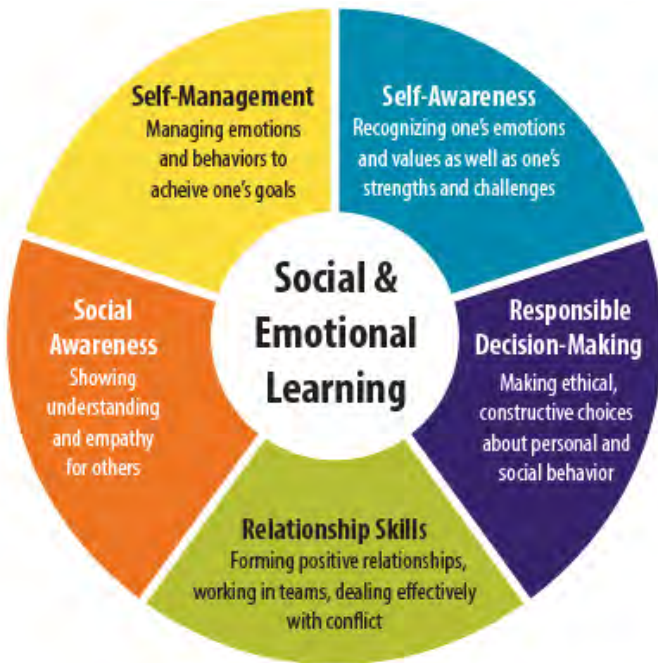 Self-Management
Managing emotions
and behaviors to
acheive one's goals
Self-Awareness
Recognizing one's emotions
and values as well as one's
strengths and challenges
Social &
Emotional
Learning
Social
Awareness
Showing
understanding
and empathy
for others
Responsible
Decision-Making
Making ethical,
constructive choices
about personal and
social behavior
Relationship Skills
Forming positive relationships,
working in teams, dealing effectively
with conflict